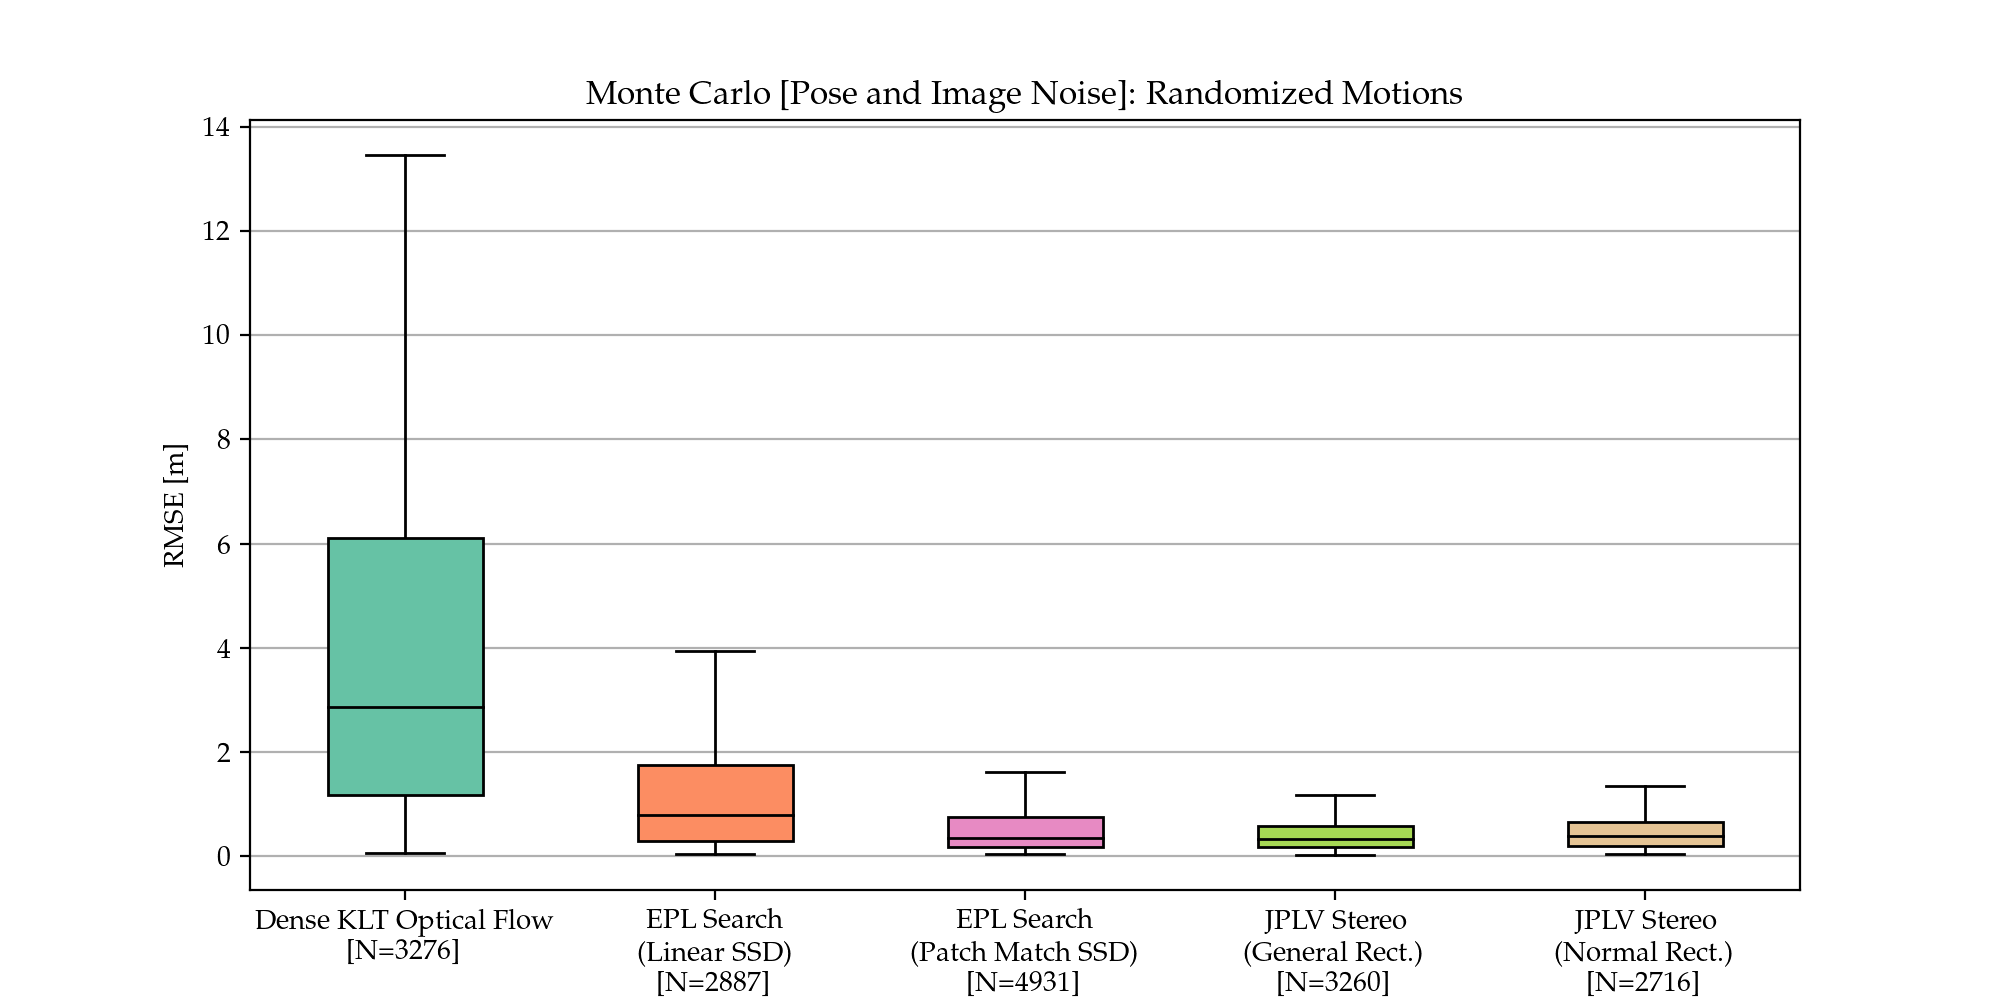 Monte Carlo [Pose and Image Noise]: Randomized Motions
14
12
10
8
6
4
2
0
RMSE [m]
Dense KLT Optical Flow
[N=3276]
EPL Search
(Linear SSD)
[N=2887]
EPL Search
(Patch Match SSD)
[N=4931]
JPLV Stereo
(General Rect.)
[N=3260]
JPLV Stereo
(Normal Rect.)
[N=2716]